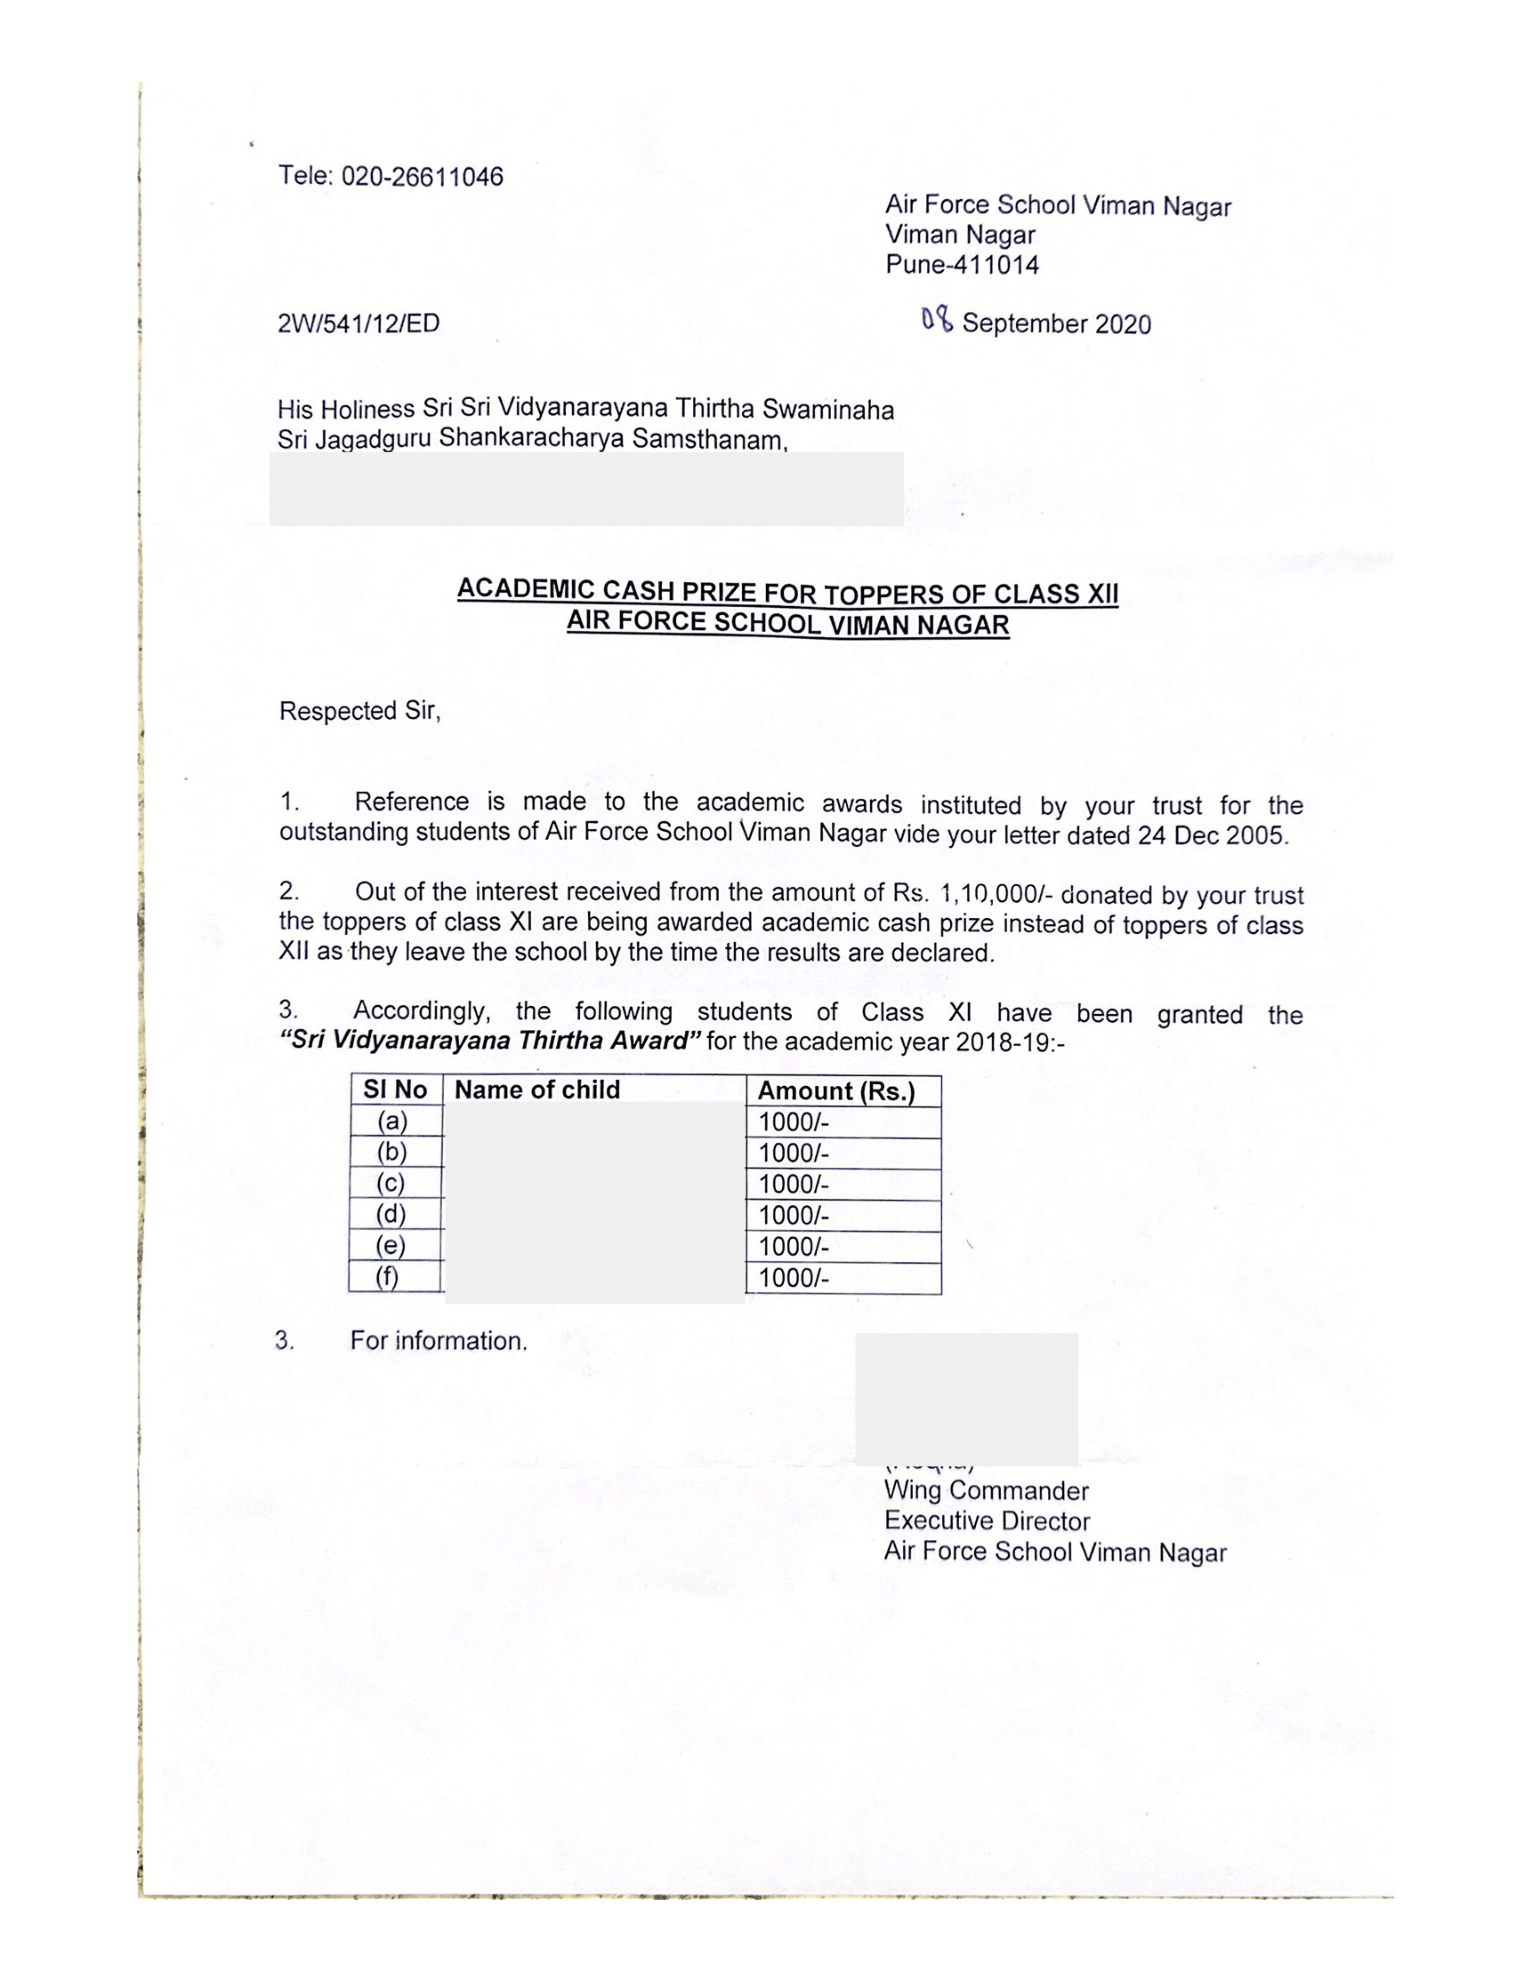 Tele: 020-26611046
Air Force School Viman Nagar
Viman Nagar
Pune-411014
2W/541/12/ED
08 September 2020
His Holiness Sri Sri Vidyanarayana Thirtha Swaminaha
Sri Jagadguru Shankaracharya Samsthanam,
ACADEMIC CASH PRIZE FOR TOPPERS OF CLASS XII
AIR FORCE SCHOOL VIMAN NAGAR
Respected Sir,
1. Reference is made to the academic awards instituted by your trust for the
outstanding students of Air Force School Viman Nagar vide your letter dated 24 Dec 2005.
2. Out of the interest received from the amount of Rs. 1,10,000/- donated by your trust
the toppers of class XI are being awarded academic cash prize instead of toppers of class
XII as they leave the school by the time the results are declared.
3. Accordingly, the following students of Class XI have been granted the
“Sri Vidyanarayana Thirtha Award” for the academic year 2018-19:-
SI No Name of child Amount (Rs.)
(a) 1000/-
(b) 1000/-
(c) 1000/-
(d) 1000/-
(e) 1000/-
(f) 1000/-
3. For information.
Wing Commander
Executive Director
Air Force School Viman Nagar